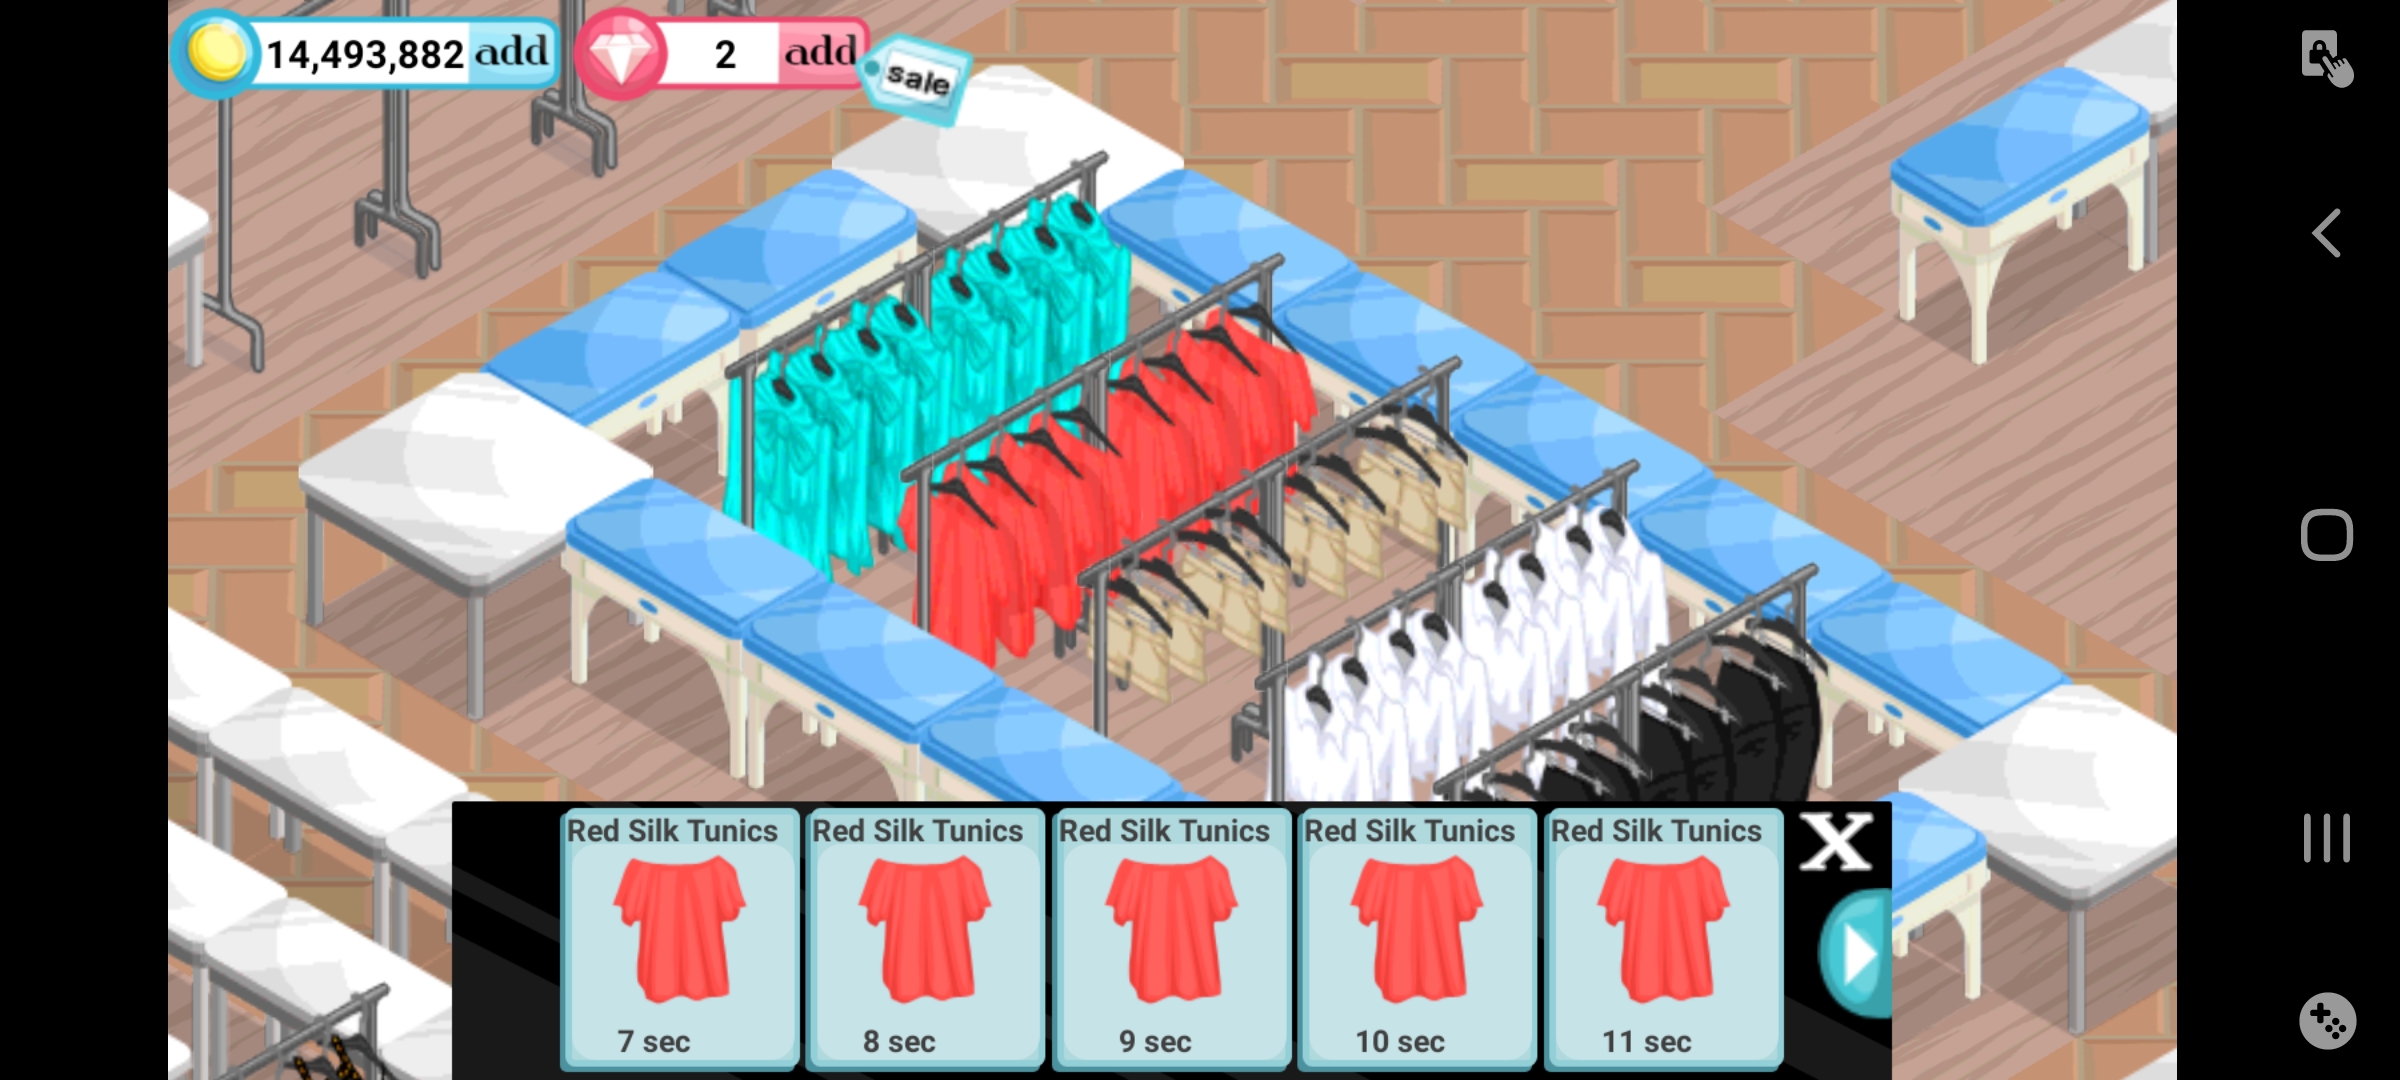 14,493,882 add
2 add
sale
Red Silk Tunics
7 sec
Red Silk Tunics
8 sec
Red Silk Tunics
9 sec
Red Silk Tunics
10 sec
Red Silk Tunics
11 sec
X